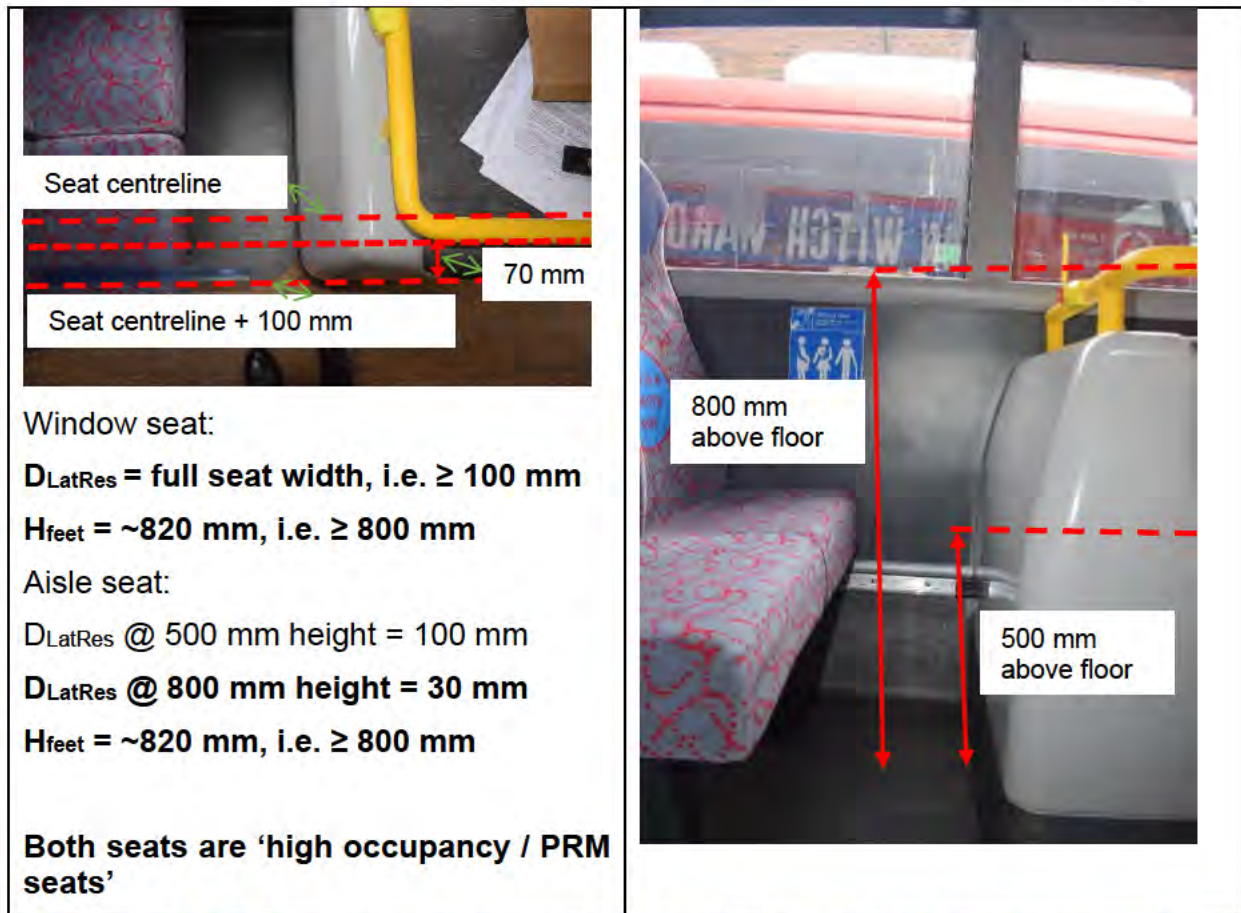 Seat centreline
70 mm
Seat centreline + 100 mm
Window seat:
DLatRes = full seat width, i.e. ≥ 100 mm
Hfeet = ~820 mm, i.e. ≥ 800 mm
Aisle seat:
DLatRes @ 500 mm height = 100 mm
DLatRes @ 800 mm height = 30 mm
Hfeet = ~820 mm, i.e. ≥ 800 mm
Both seats are ‘high occupancy / PRM
seats’
800 mm
above floor
500 mm
above floor